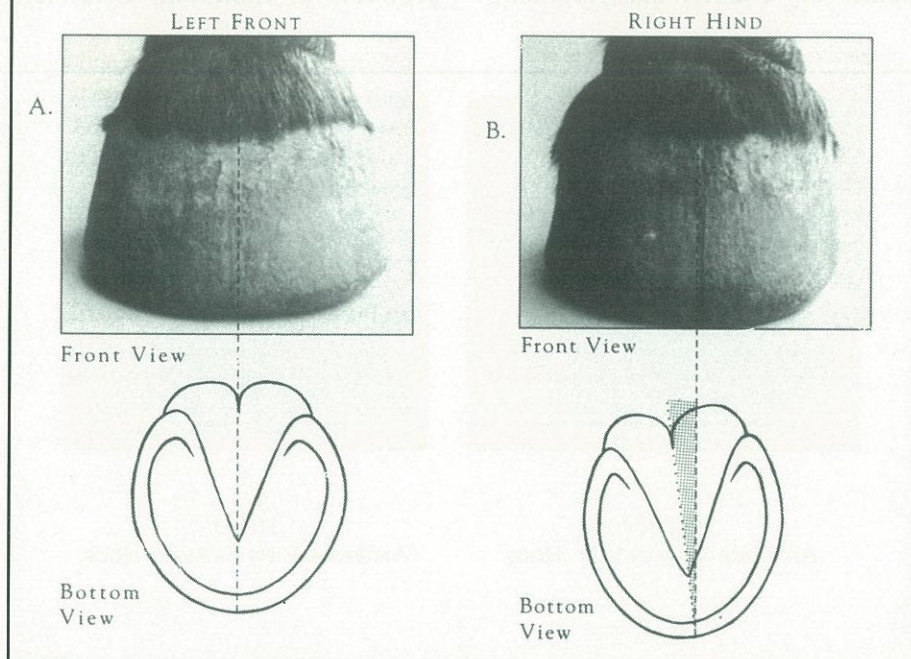 LEFT FRONT
A.
Front View
Bottom
View
RIGHT HIND
B.
Front View
Bottom
View